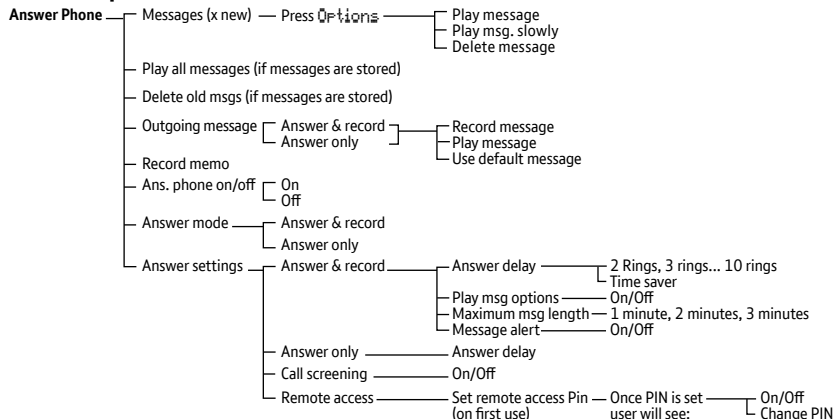 Answer Phone Messages (x new) Press Options Play message
Play msg. slowly
Delete message
Play all messages (if messages are stored)
Delete old msgs (if messages are stored)
Outgoing message Answer & record Record message
Answer only Play message
Use default message
Record memo
Ans. phone on/off On
Off
Answer mode Answer & record
Answer only
Answer settings Answer & record Answer delay 2 Rings, 3 rings... 10 rings
Time saver
Play msg options On/Off
Maximum msg length 1 minute, 2 minutes, 3 minutes
Message alert On/Off
Answer only Answer delay
Call screening On/Off
Remote access Set remote access Pin Once PIN is set On/Off
(on first use) user will see: Change PIN